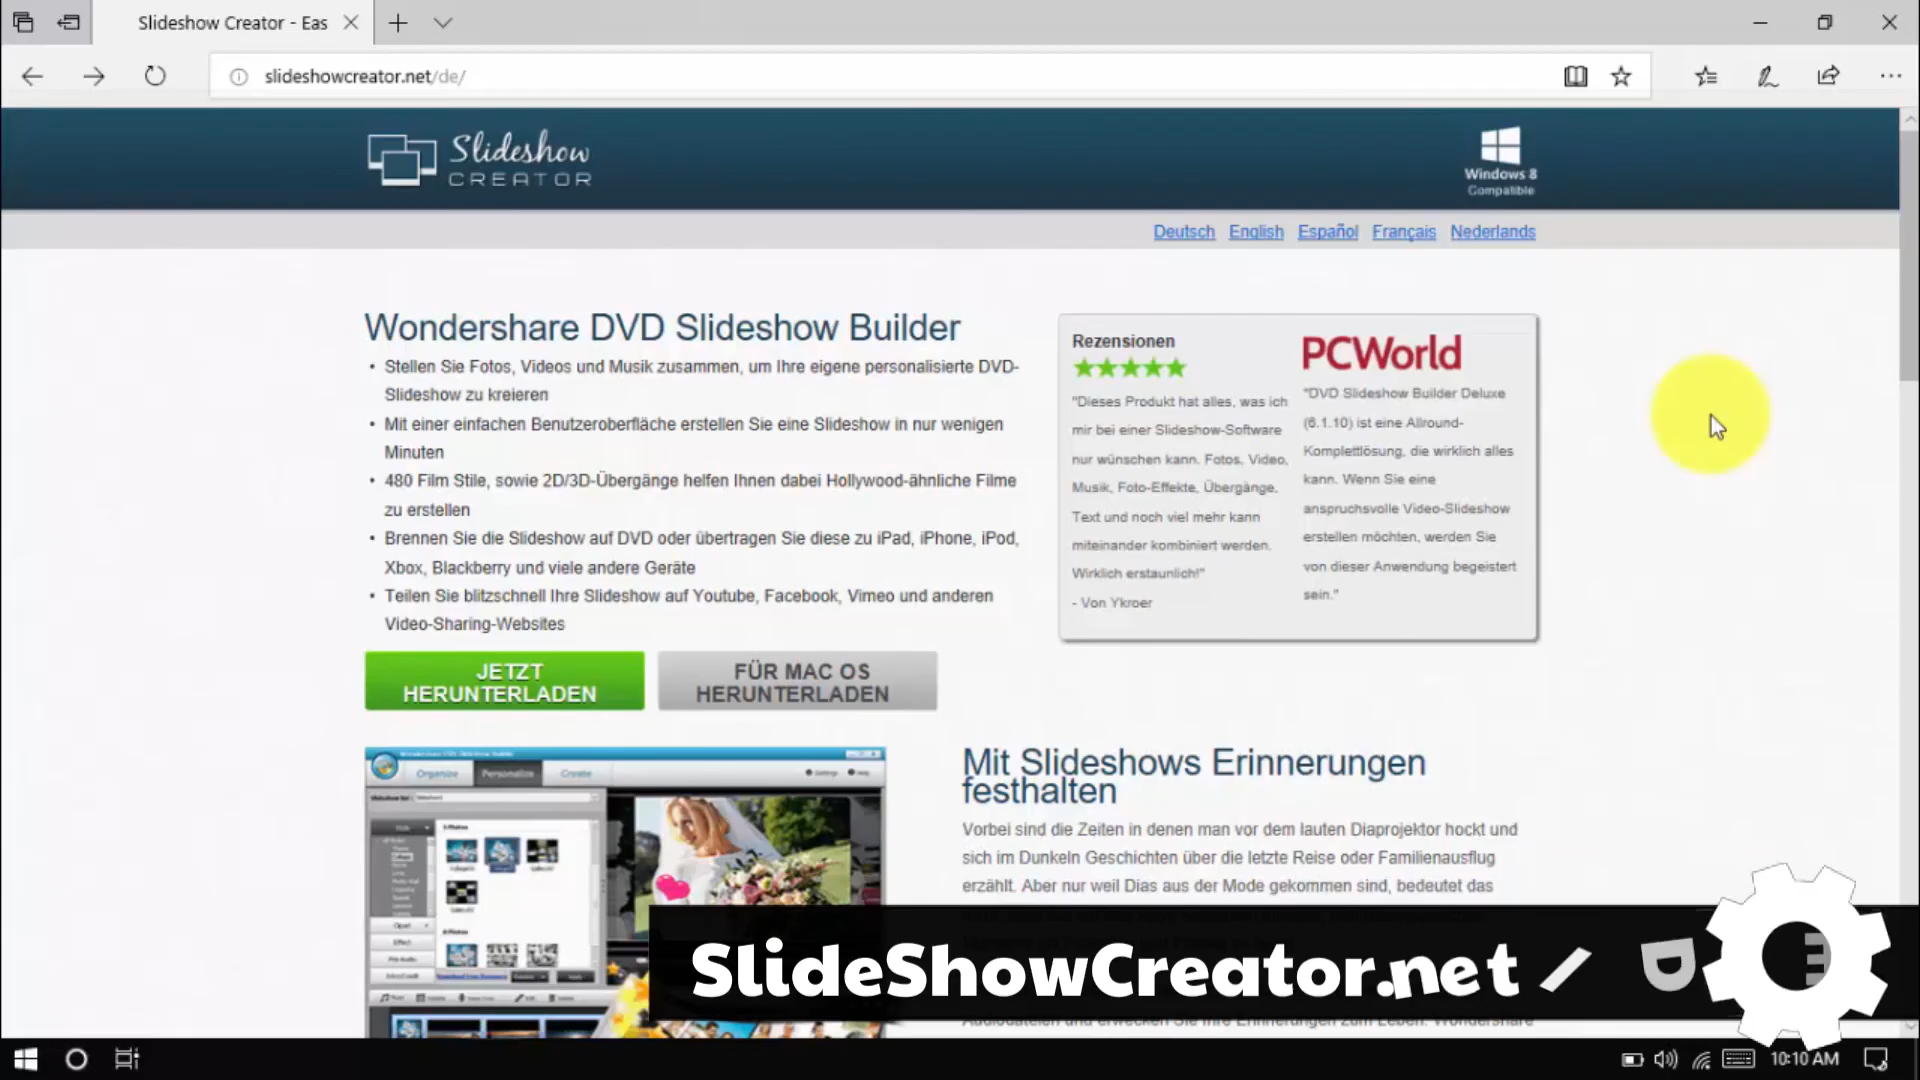 Slideshow Creator - Eas
slideshowcreator.net/de/
Slideshow
CREATOR
Windows 8
Compatible
Deutsch English Español Français Nederlands
Wondershare DVD Slideshow Builder
• Stellen Sie Fotos, Videos und Musik zusammen, um Ihre eigene personalisierte DVD-
Slideshow zu kreieren
• Mit einer einfachen Benutzeroberfläche erstellen Sie eine Slideshow in nur wenigen
Minuten
• 480 Film Stile, sowie 2D/3D-Übergänge helfen Ihnen dabei Hollywood-ähnliche Filme
zu erstellen
• Brennen Sie die Slideshow auf DVD oder übertragen Sie diese zu iPad, iPhone, iPod,
Xbox, Blackberry und viele andere Geräte
• Teilen Sie blitzschnell Ihre Slideshow auf Youtube, Facebook, Vimeo und anderen
Video-Sharing-Websites
JETZT
HERUNTERLADEN
FÜR MAC OS
HERUNTERLADEN
Rezensionen
"Dieses Produkt hat alles, was ich
mir bei einer Slideshow-Software
nur wünschen kann. Fotos, Video,
Musik, Foto-Effekte, Übergänge,
Text und noch viel mehr kann
miteinander kombiniert werden.
Wirklich erstaunlich!"
- Von Ykroer
PCWorld
"DVD Slideshow Builder Deluxe
(6.1.10) ist eine Allround-
Komplettlösung, die wirklich alles
kann. Wenn Sie eine
anspruchsvolle Video-Slideshow
erstellen möchten, werden Sie
von dieser Anwendung begeistert
sein."
Organize Personalize Create
Mit Slideshows Erinnerungen
festhalten
Vorbei sind die Zeiten in denen man vor dem lauten Diaprojektor hockt und
sich im Dunkeln Geschichten über die letzte Reise oder Familienausflug
erzählt. Aber nur weil Dias aus der Mode gekommen sind, bedeutet das
SlideShowCreator.net / DE
10:10 AM